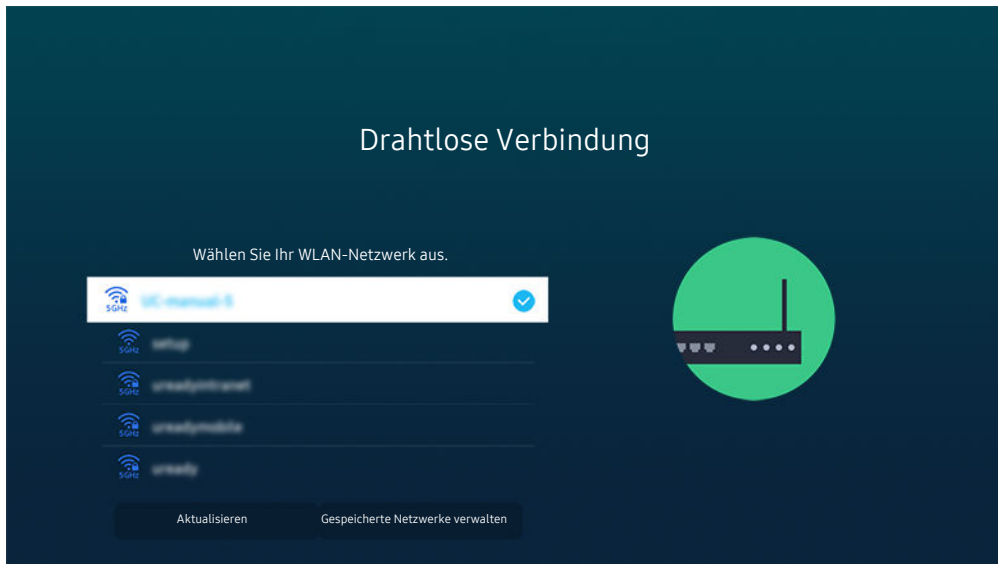 Drahtlose Verbindung
Wählen Sie Ihr WLAN-Netzwerk aus.
5GHz UC-manual-5
5GHz setup
5GHz ureadyintranet
5GHz ureadymobile
5GHz uready
Aktualisieren Gespeicherte Netzwerke verwalten